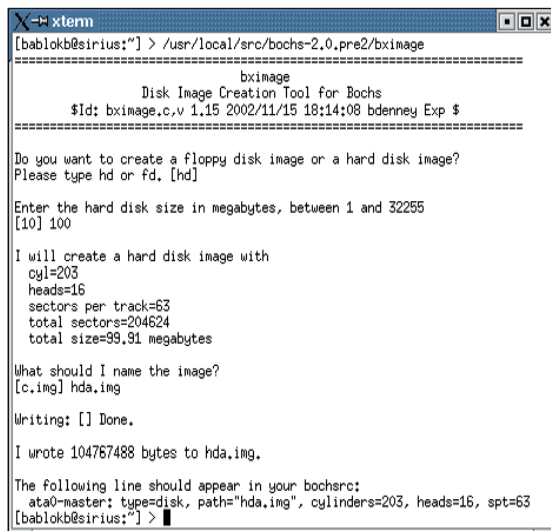 xterm
[bablokb@sirius:~] > /usr/local/src/bochs-2.0.pre2/bximage
========================================================================
bximage
Disk Image Creation Tool for Bochs
$Id: bximage.c,v 1.15 2002/11/15 18:14:08 bdenney Exp $
========================================================================
Do you want to create a floppy disk image or a hard disk image?
Please type hd or fd. [hd]
Enter the hard disk size in megabytes, between 1 and 32255
[10] 100
I will create a hard disk image with
cyl=203
heads=16
sectors per track=63
total sectors=204624
total size=99.91 megabytes
What should I name the image?
[c.img] hda.img
Writing: [] Done.
I wrote 104767488 bytes to hda.img.
The following line should appear in your bochsrc:
ata0-master: type=disk, path="hda.img", cylinders=203, heads=16, spt=63
[bablokb@sirius:~] >